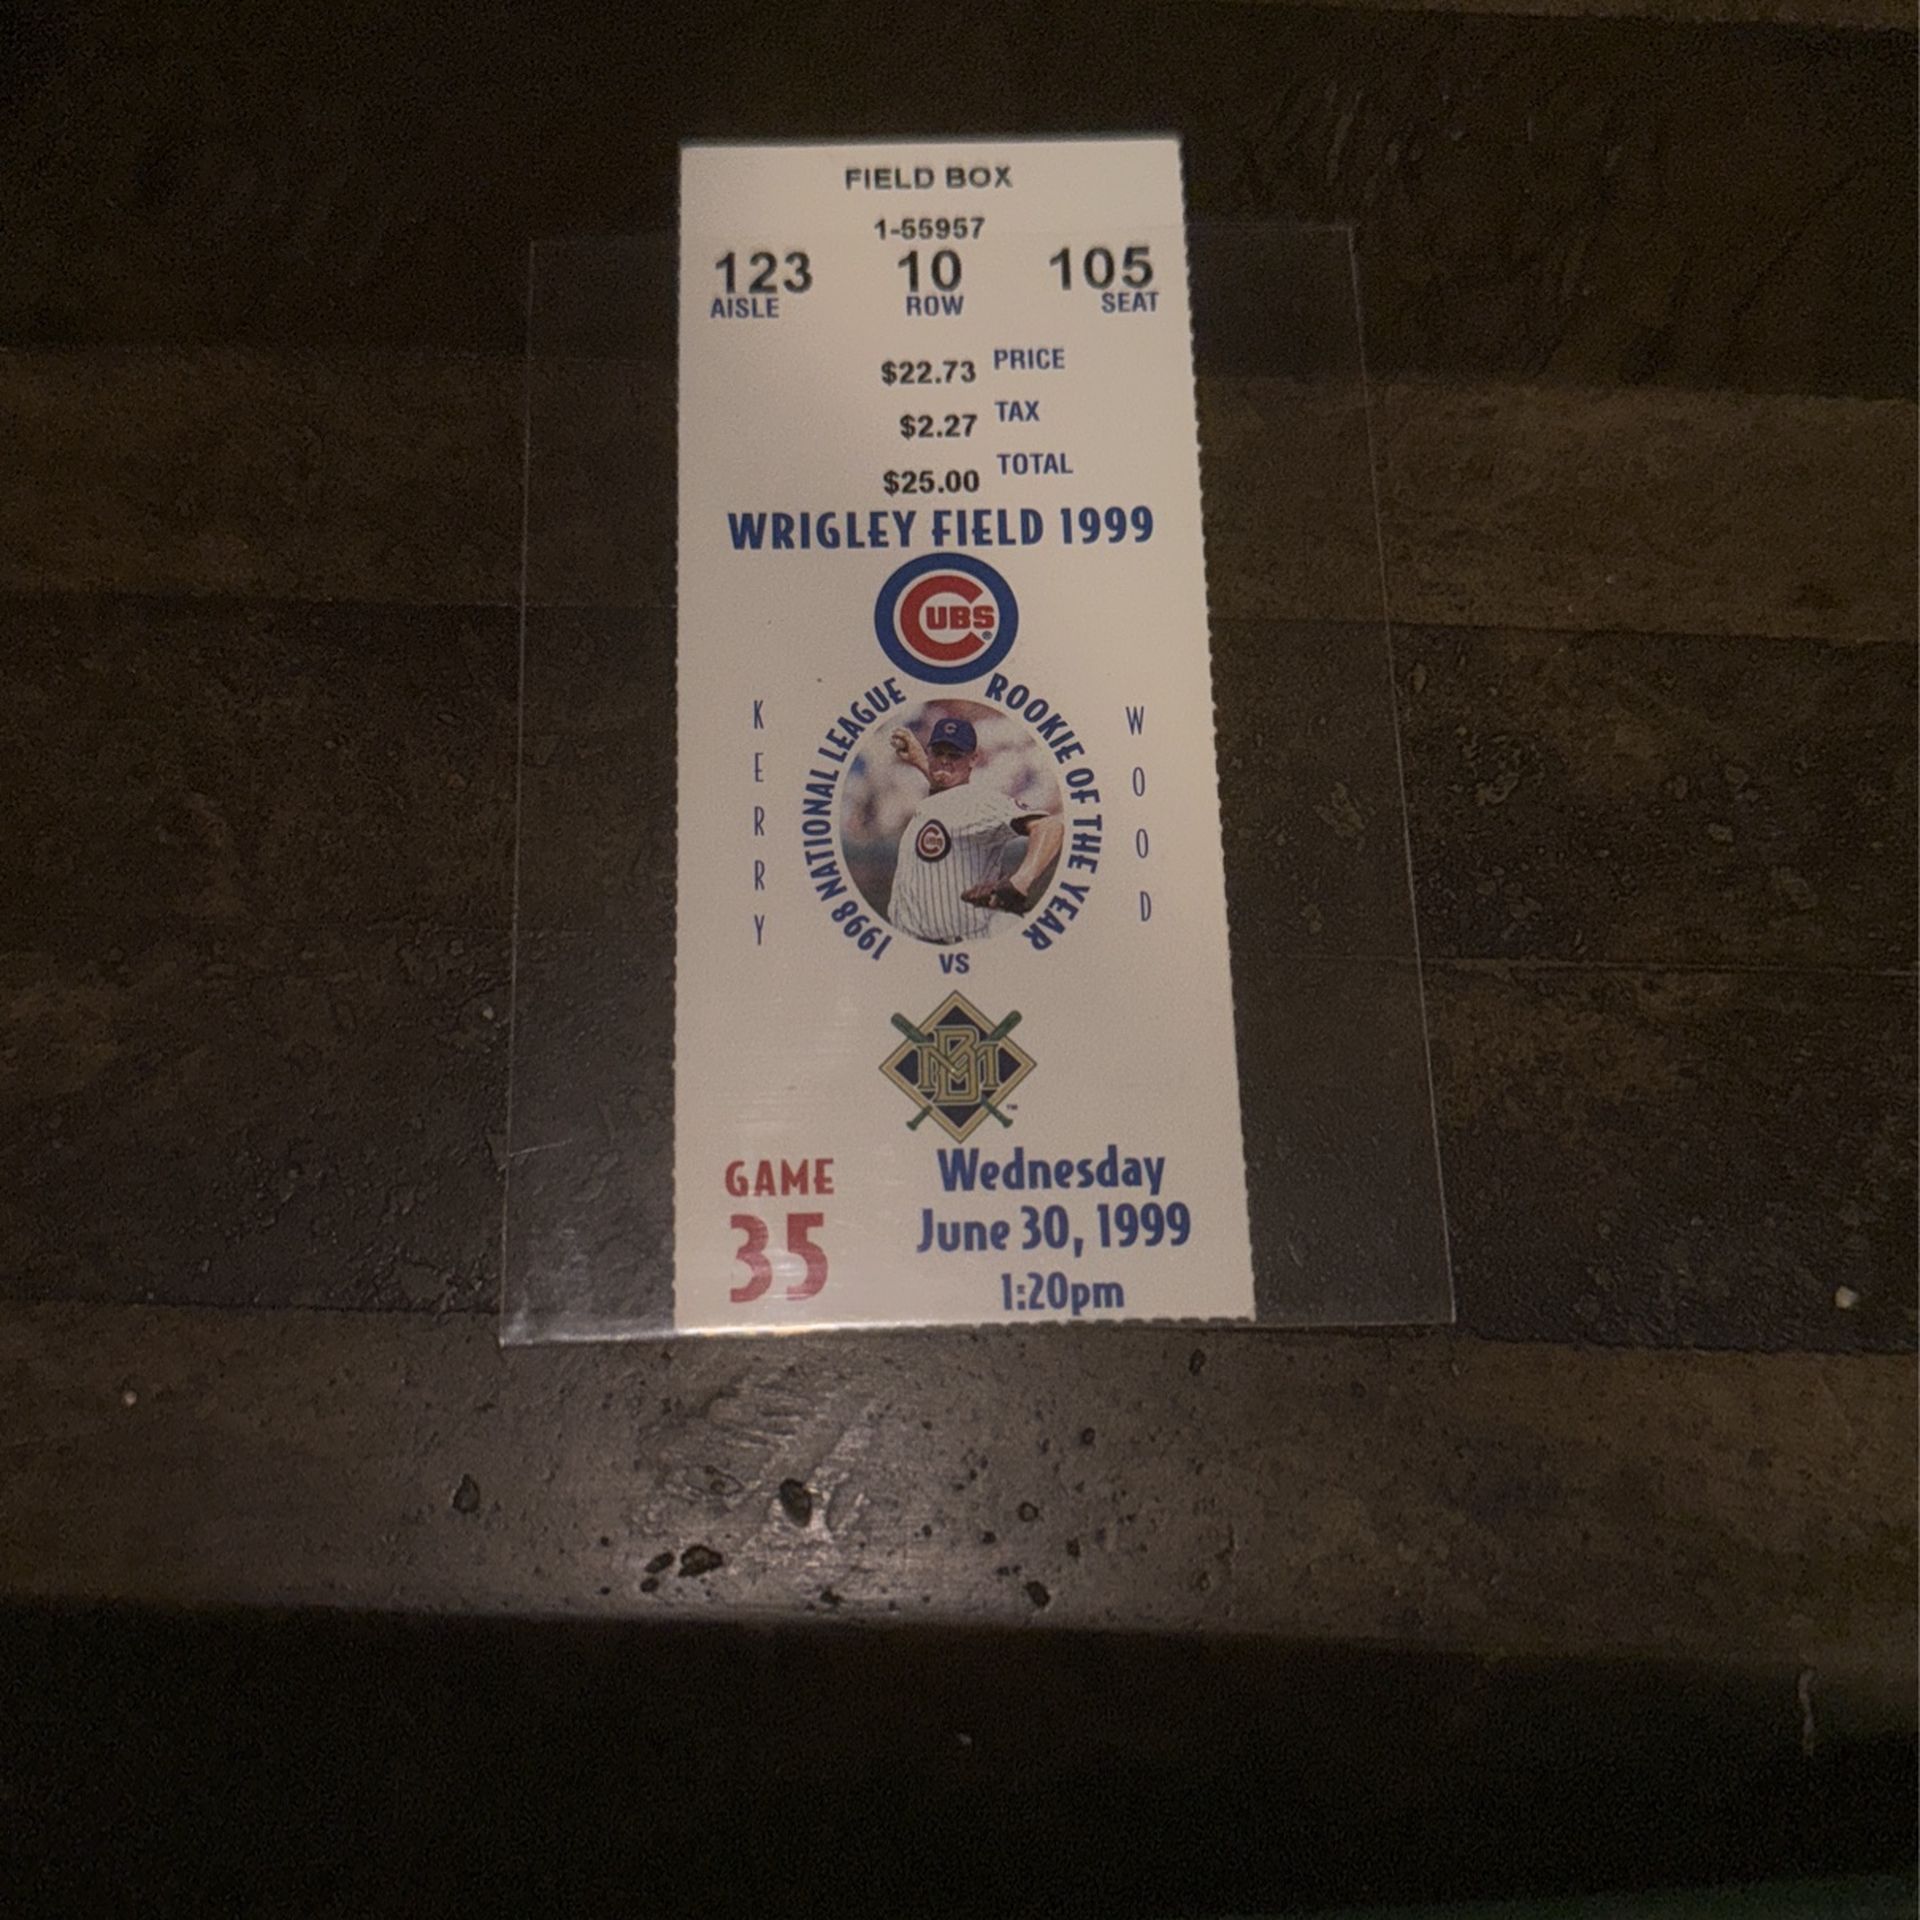 FIELD BOX
1-55957
123 10 105
AISLE ROW SEAT
$22.73 PRICE
$2.27 TAX
$25.00 TOTAL
WRIGLEY FIELD 1999
CUBS ®
KERRY
1998 NATIONAL LEAGUE ROOKIE OF THE YEAR
WOOD
C
VS
MB ™
GAME
35
Wednesday
June 30, 1999
1:20pm